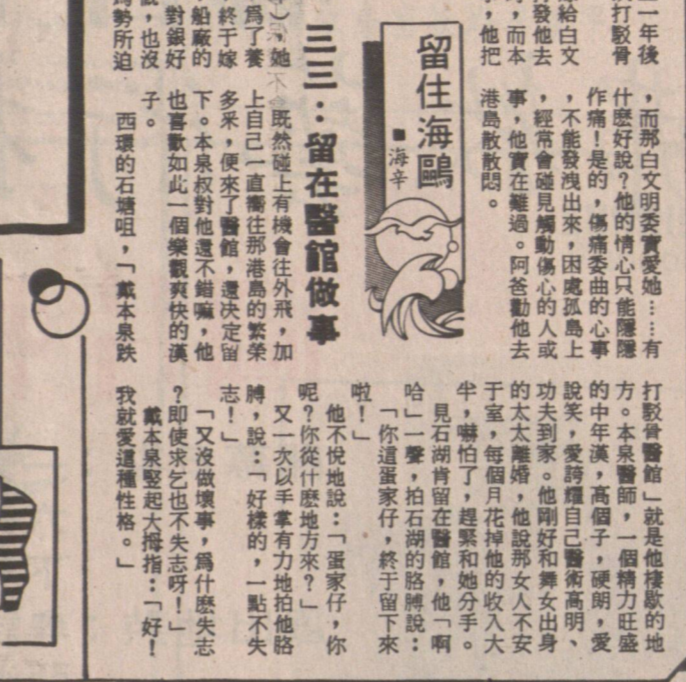 一年後
打駁骨
給白文
發他去
，而本
，他把
），她
爲了養
終于嫁
船廠的
對銀好
，也沒
勢所迫
，而那白文明委實愛她……有
什麽好說？他的情心只能隱隱
作痛！是的，傷痛委曲的心事
，不能發洩出來，困處孤島上
，經常會碰見觸動傷心的人或
事，他實在難過。阿爸勸他去
港島散散悶。
留住海鷗
■海辛
三三：留在醫館做事
既然碰上有機會往外飛，加
上自己一直嚮往那港島的繁榮
多采，便來了醫館，還決定留
下。本泉叔對他還不錯嘛，他
也喜歡如此一個樂觀爽快的漢
子。
西環的石塘咀，「戴本泉跌
打駁骨醫館」就是他棲歇的地
方。本泉醫師，一個精力旺盛
的中年漢，高個子，硬朗，愛
說笑，愛誇耀自己醫術高明、
功夫到家。他剛好和舞女出身
的太太離婚，他說那女人不安
于室，每個月花掉他的收入大
半，嚇怕了，趕緊和她分手。
見石湖肯留在醫館，他「啊
哈」一聲，拍石湖的胳膊說：
「你這蛋家仔，終于留下來
啦！」
他不悅地說：「蛋家仔，你
呢？你從什麽地方來？」
又一次以手掌有力地拍他胳
膊，說：「好樣的，一點不失
志！」
「又沒做壞事，爲什麽失志
？即使求乞也不失志呀！」
戴本泉竪起大拇指：「好！
我就愛這種性格。」